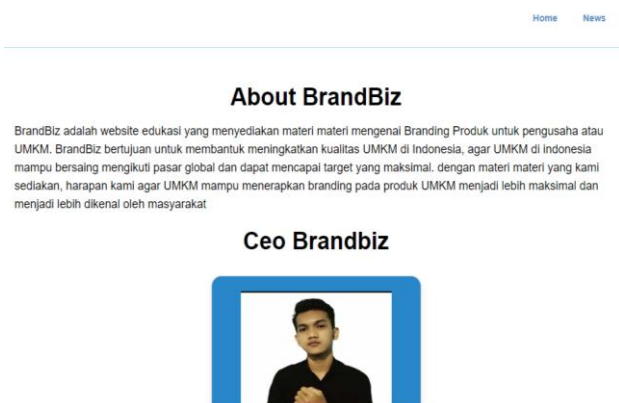 Home News
About BrandBiz
BrandBiz adalah website edukasi yang menyediakan materi materi mengenai Branding Produk untuk pengusaha atau
UMKM. BrandBiz bertujuan untuk membantuk meningkatkan kualitas UMKM di Indonesia, agar UMKM di indonesia
mampu bersaing mengikuti pasar global dan dapat mencapai target yang maksimal. dengan materi materi yang kami
sediakan, harapan kami agar UMKM mampu menerapkan branding pada produk UMKM menjadi lebih maksimal dan
menjadi lebih dikenal oleh masyarakat
Ceo Brandbiz